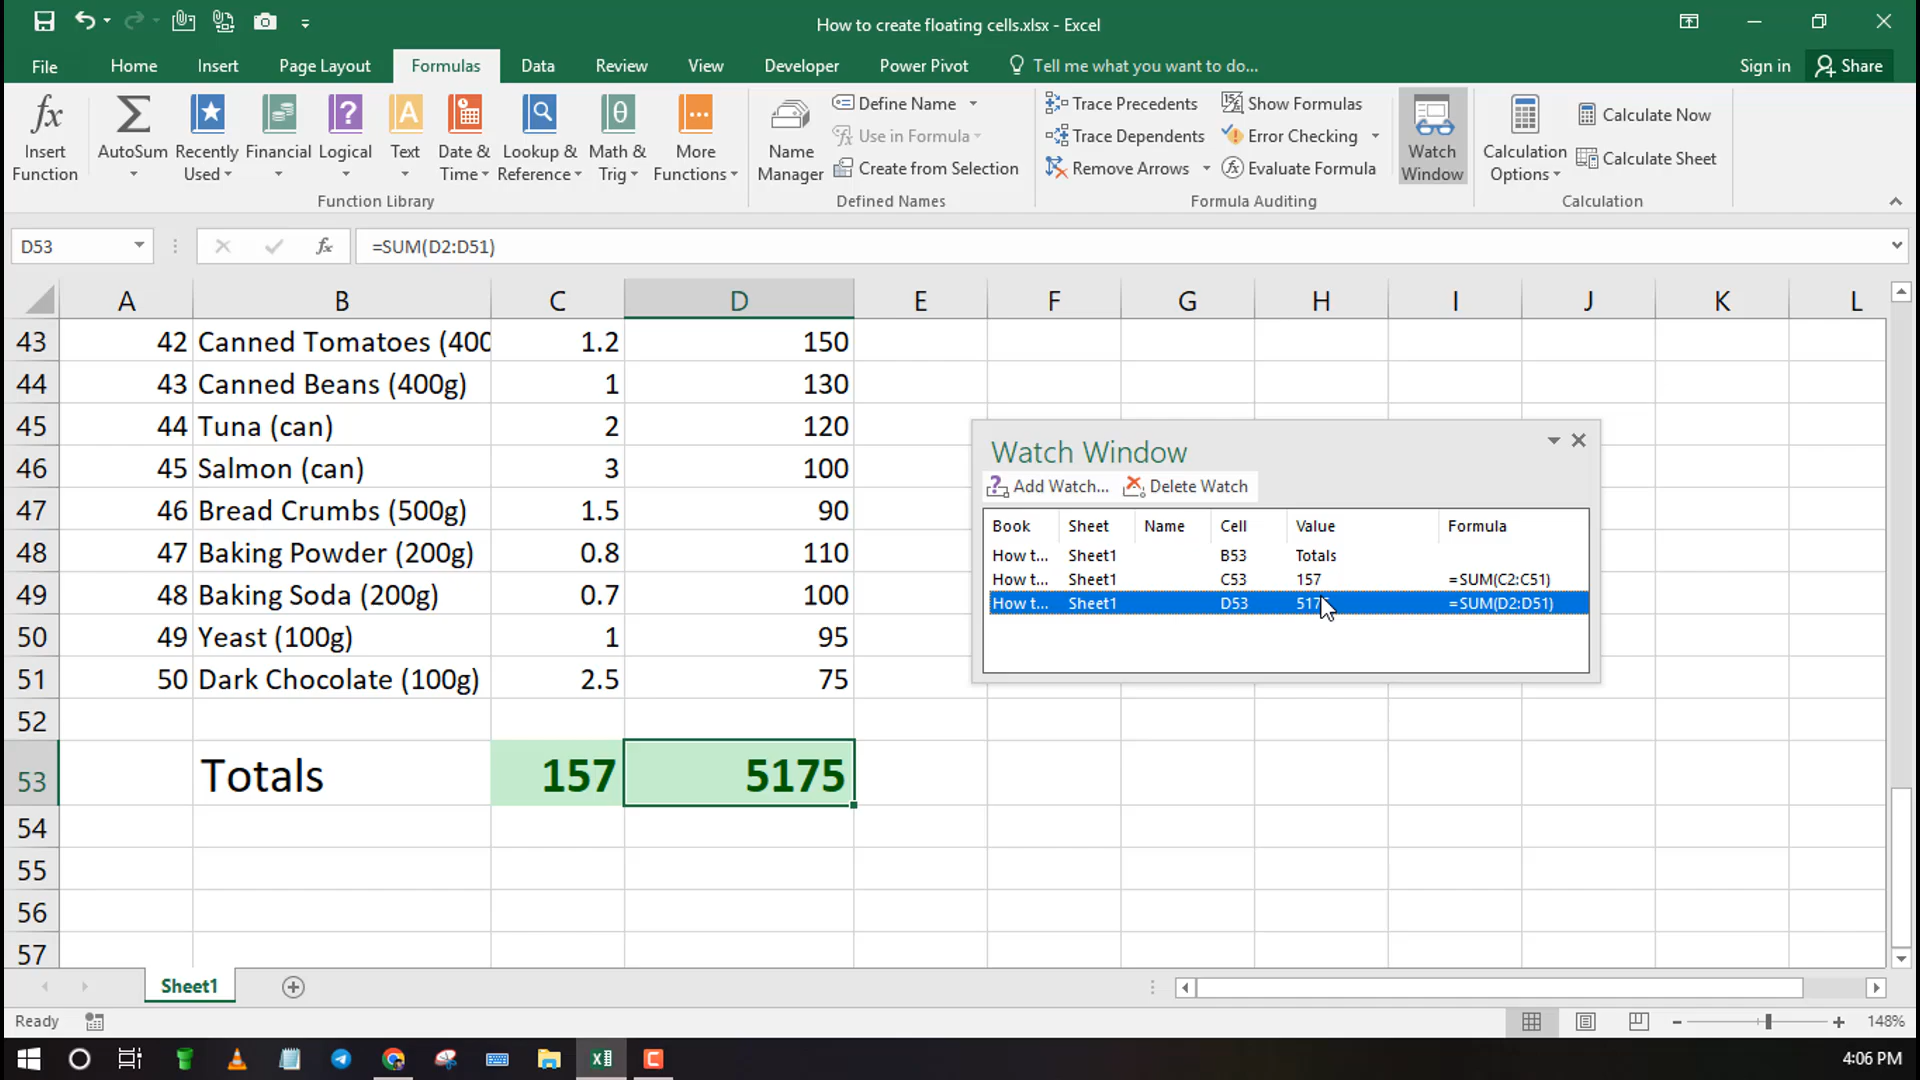 How to create floating cells.xlsx - Excel
File Home Insert Page Layout Formulas Data Review View Developer Power Pivot Tell me what you want to do... Sign in Share
fx Insert Function
AutoSum
Recently Used
Financial
Logical
Text
Date & Time
Lookup & Reference
Math & Trig
More Functions
Function Library
Name Manager
Define Name
Use in Formula
Create from Selection
Defined Names
Trace Precedents
Trace Dependents
Remove Arrows
Show Formulas
Error Checking
Evaluate Formula
Formula Auditing
Watch Window
Calculation Options
Calculate Now
Calculate Sheet
Calculation
D53 fx =SUM(D2:D51)
A B C D E F G H I J K L
43 42 Canned Tomatoes (400 1.2 150
44 43 Canned Beans (400g) 1 130
45 44 Tuna (can) 2 120
46 45 Salmon (can) 3 100
47 46 Bread Crumbs (500g) 1.5 90
48 47 Baking Powder (200g) 0.8 110
49 48 Baking Soda (200g) 0.7 100
50 49 Yeast (100g) 1 95
51 50 Dark Chocolate (100g) 2.5 75
52
53 Totals 157 5175
54
55
56
57
Watch Window
Add Watch... Delete Watch
Book Sheet Name Cell Value Formula
How t... Sheet1 B53 Totals
How t... Sheet1 C53 157 =SUM(C2:C51)
How t... Sheet1 D53 517 =SUM(D2:D51)
Sheet1
Ready 148%
4:06 PM